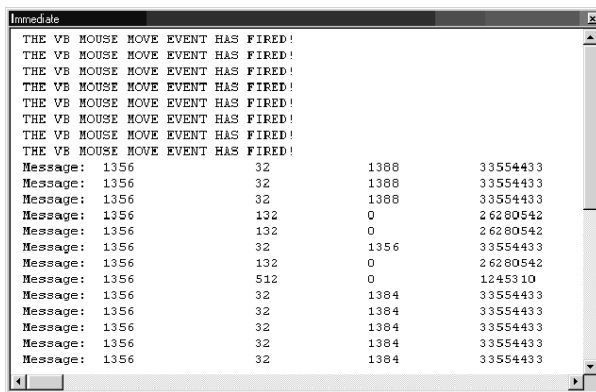 Immediate
THE VB MOUSE MOVE EVENT HAS FIRED!
THE VB MOUSE MOVE EVENT HAS FIRED!
THE VB MOUSE MOVE EVENT HAS FIRED!
THE VB MOUSE MOVE EVENT HAS FIRED!
THE VB MOUSE MOVE EVENT HAS FIRED!
THE VB MOUSE MOVE EVENT HAS FIRED!
THE VB MOUSE MOVE EVENT HAS FIRED!
THE VB MOUSE MOVE EVENT HAS FIRED!
Message: 1356 32 1388 33554433
Message: 1356 32 1388 33554433
Message: 1356 32 1388 33554433
Message: 1356 132 0 26280542
Message: 1356 132 0 26280542
Message: 1356 32 1356 33554433
Message: 1356 132 0 26280542
Message: 1356 512 0 1245310
Message: 1356 32 1384 33554433
Message: 1356 32 1384 33554433
Message: 1356 32 1384 33554433
Message: 1356 32 1384 33554433
Message: 1356 32 1384 33554433